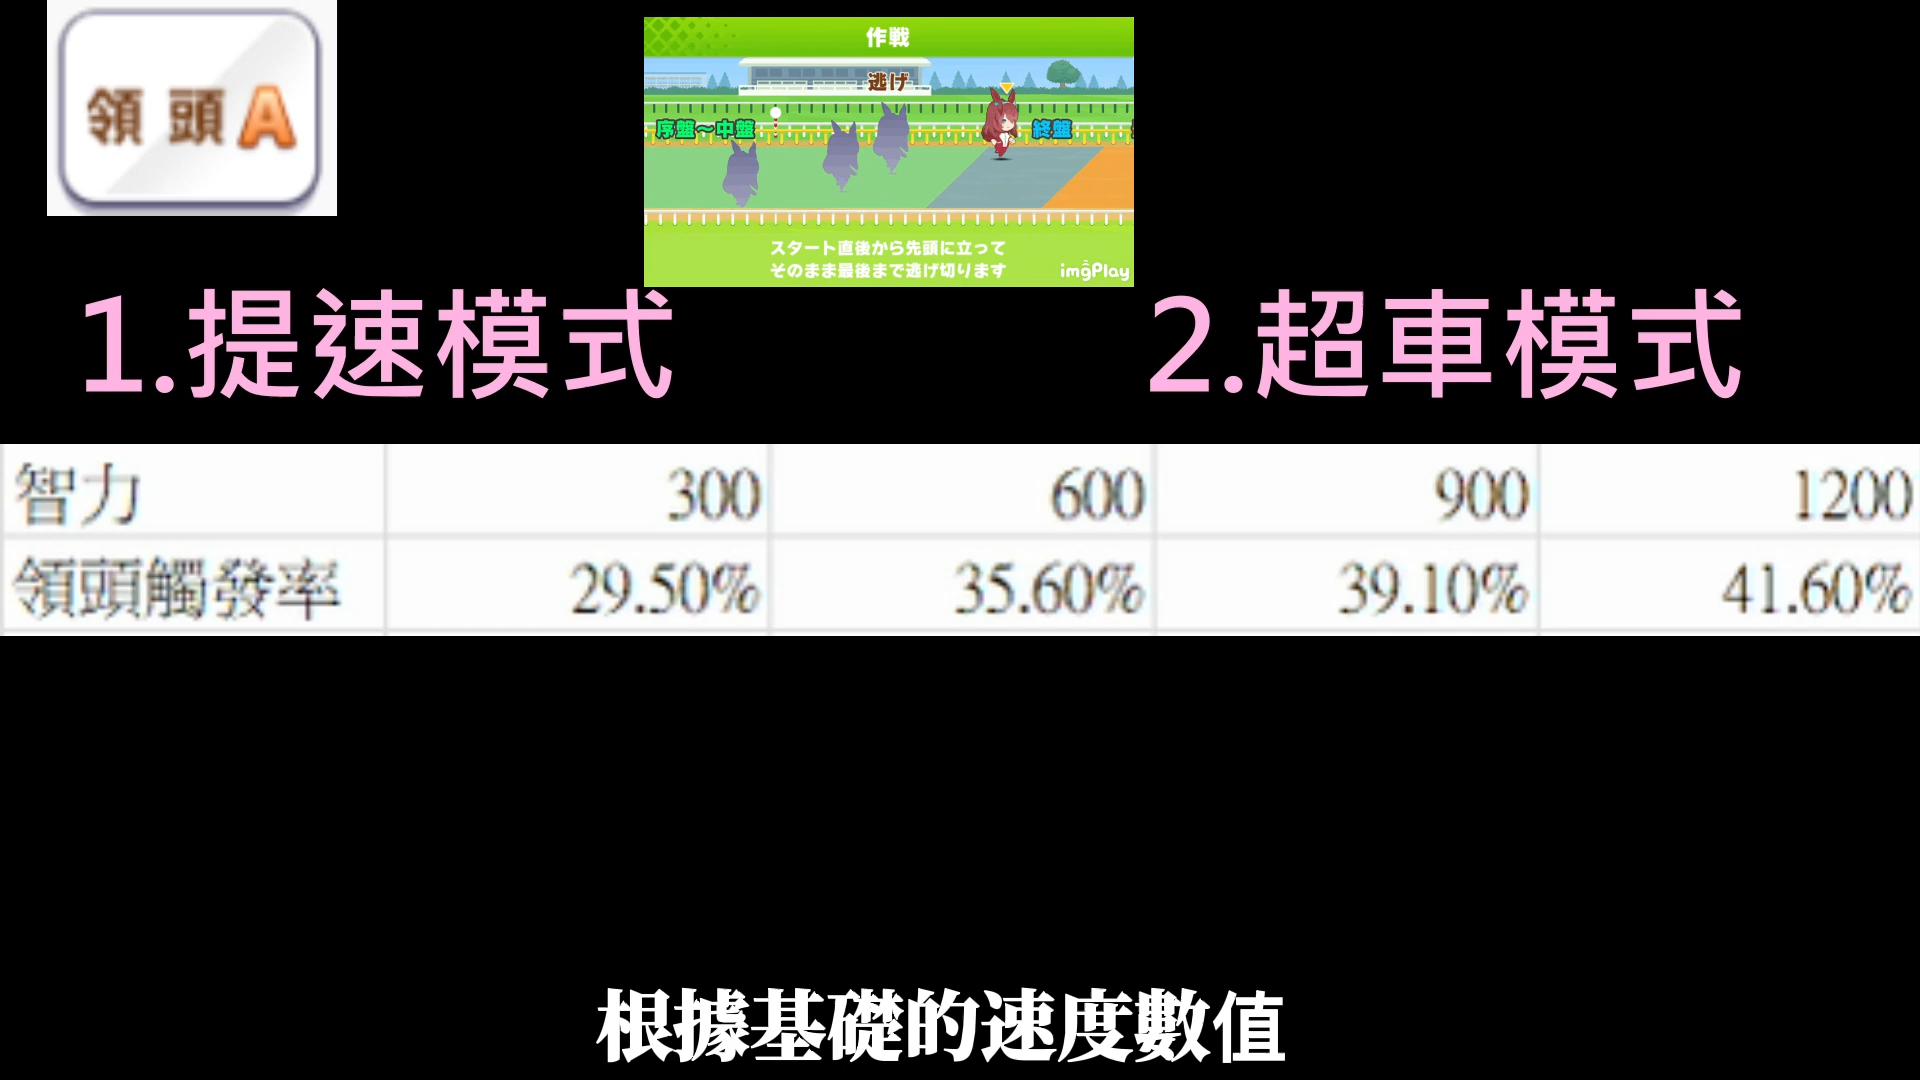 領頭A
作戦
逃げ
序盤～中盤
終盤
スタート直後から先頭に立って
そのまま最後まで逃げ切ります
imgPlay
1.提速模式
2.超車模式
智力 300 600 900 1200
領頭觸發率 29.50% 35.60% 39.10% 41.60%
根據基礎的速度數值